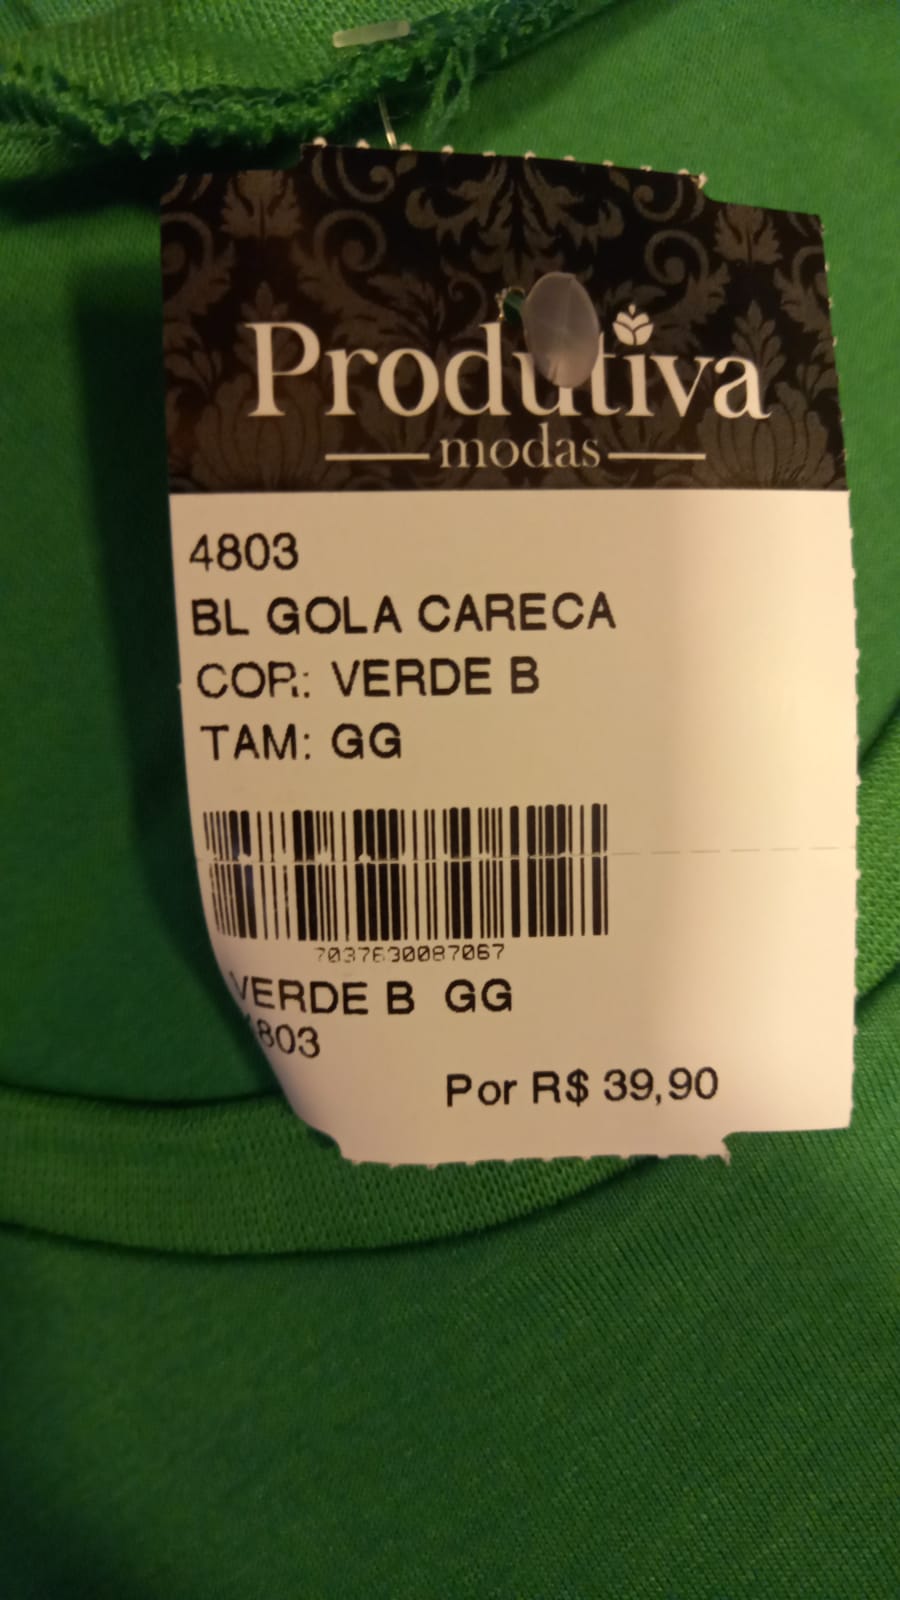 Produtiva
modas
4803
BL GOLA CARECA
COR: VERDE B
TAM: GG
7037630087067
VERDE B GG
4803
Por R$ 39,90